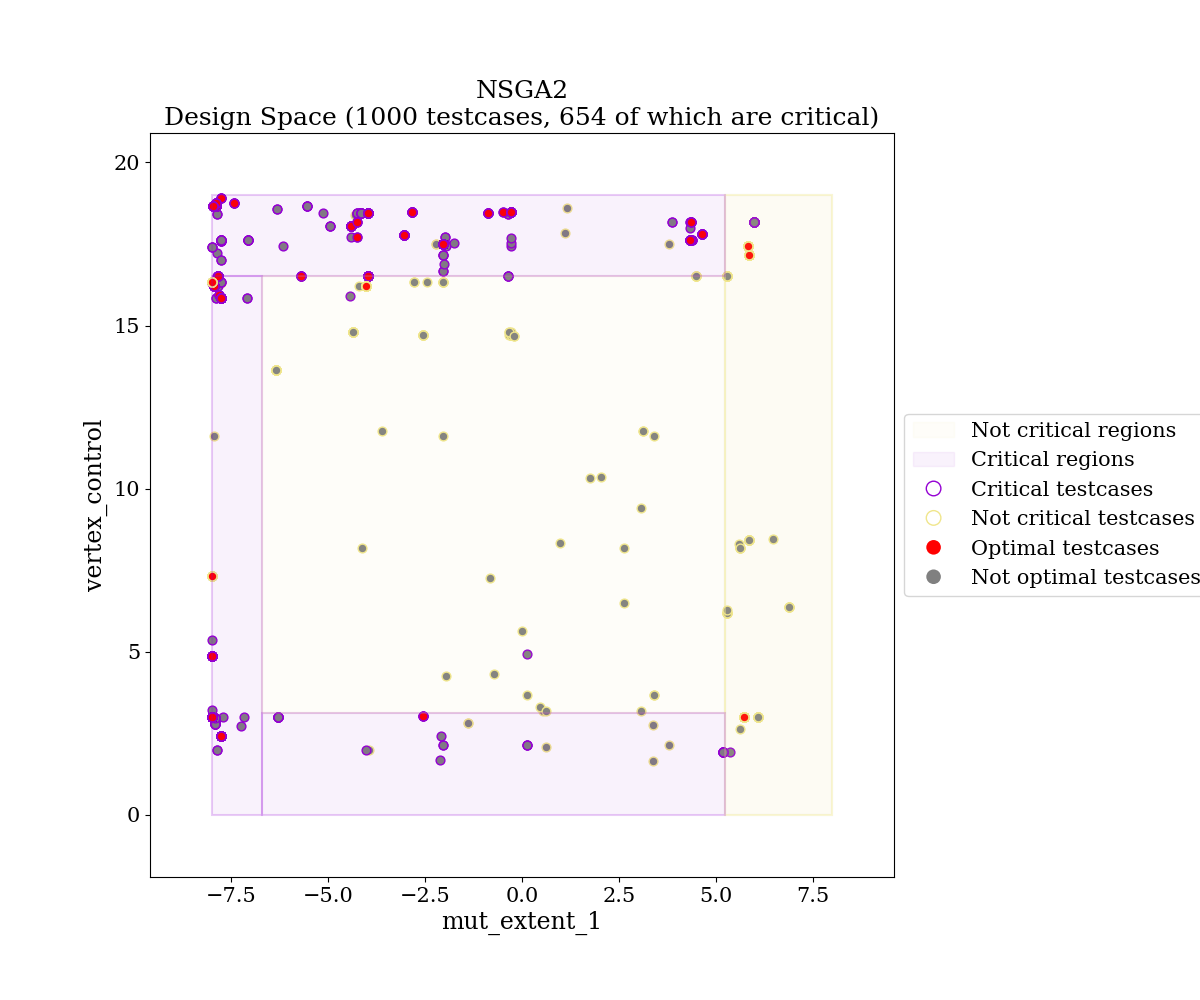 NSGA2
Design Space (1000 testcases, 654 of which are critical)
20
15
10
5
0
vertex_control
−7.5 −5.0 −2.5 0.0 2.5 5.0 7.5
mut_extent_1
Not critical regions
Critical regions
Critical testcases
Not critical testcases
Optimal testcases
Not optimal testcases